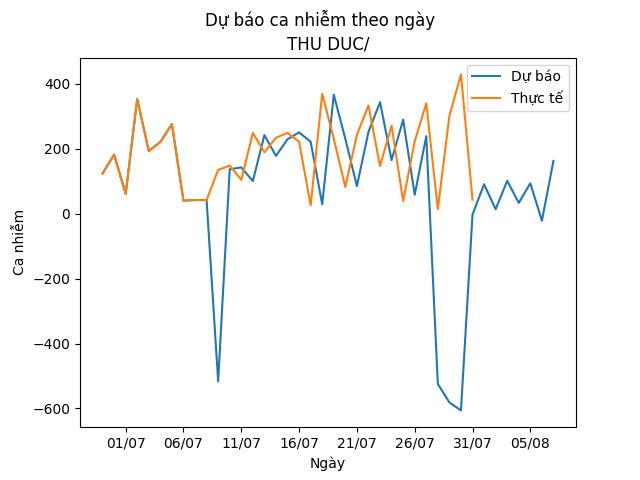 Dự báo ca nhiễm theo ngày
THU DUC/
Dự báo
Thực tế
400
200
0
−200
−400
−600
Ca nhiễm
01/07 06/07 11/07 16/07 21/07 26/07 31/07 05/08
Ngày